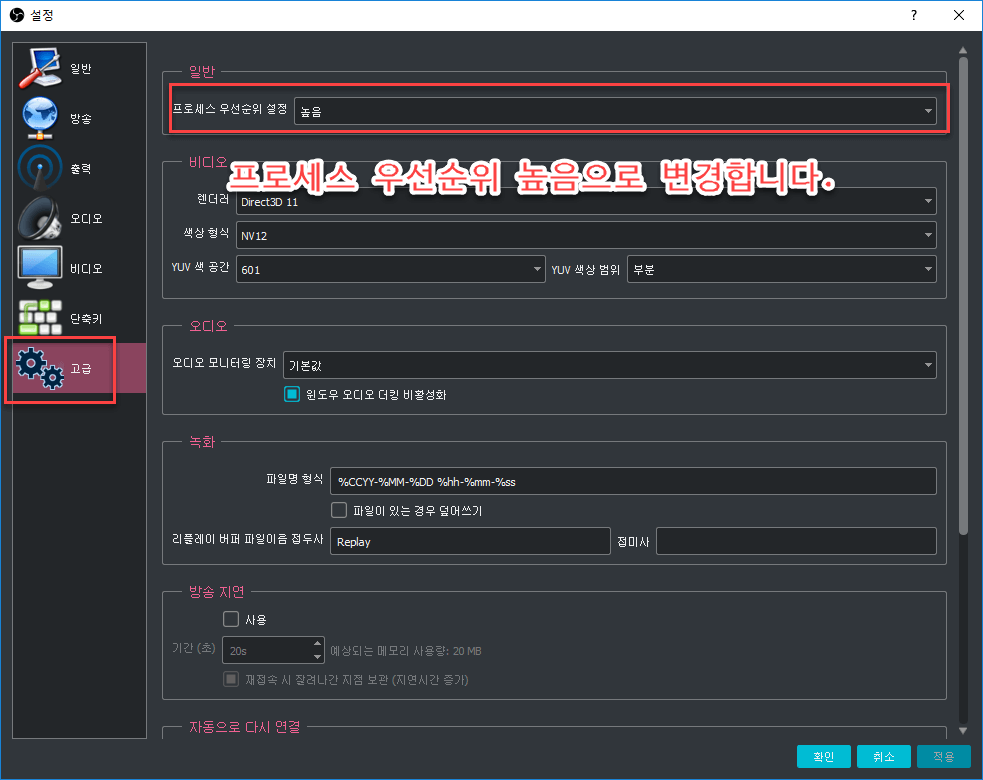 설정
?
일반
방송
출력
오디오
비디오
단축키
고급
일반
프로세스 우선순위 설정 높음
비디오
프로세스 우선순위 높음으로 변경합니다.
렌더러 Direct3D 11
색상 형식 NV12
YUV 색 공간 601 YUV 색상 범위 부분
오디오
오디오 모니터링 장치 기본값
윈도우 오디오 더킹 비활성화
녹화
파일명 형식 %CCYY-%MM-%DD %hh-%mm-%ss
파일이 있는 경우 덮어쓰기
리플레이 버퍼 파일이름 접두사 Replay 접미사
방송 지연
사용
기간 (초) 20s 예상되는 메모리 사용량: 20 MB
재접속 시 잘려나간 지점 보관 (지연시간 증가)
자동으로 다시 연결
확인 취소 적용